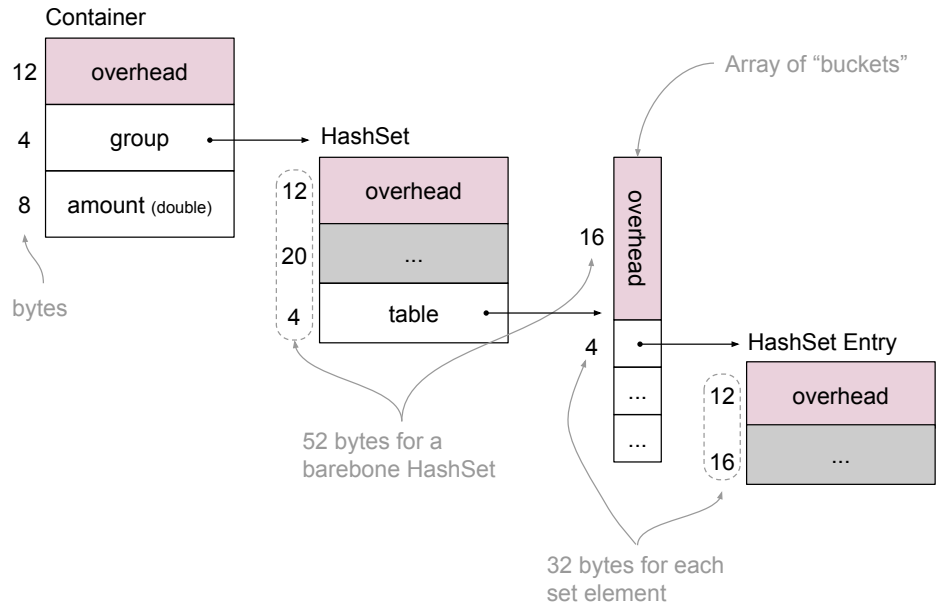 Container
12
overhead
4
group
8
amount (double)
bytes
HashSet
12
overhead
20
...
4
table
52 bytes for a
barebone HashSet
Array of “buckets”
16
overhead
4
...
...
HashSet Entry
12
overhead
16
...
32 bytes for each
set element